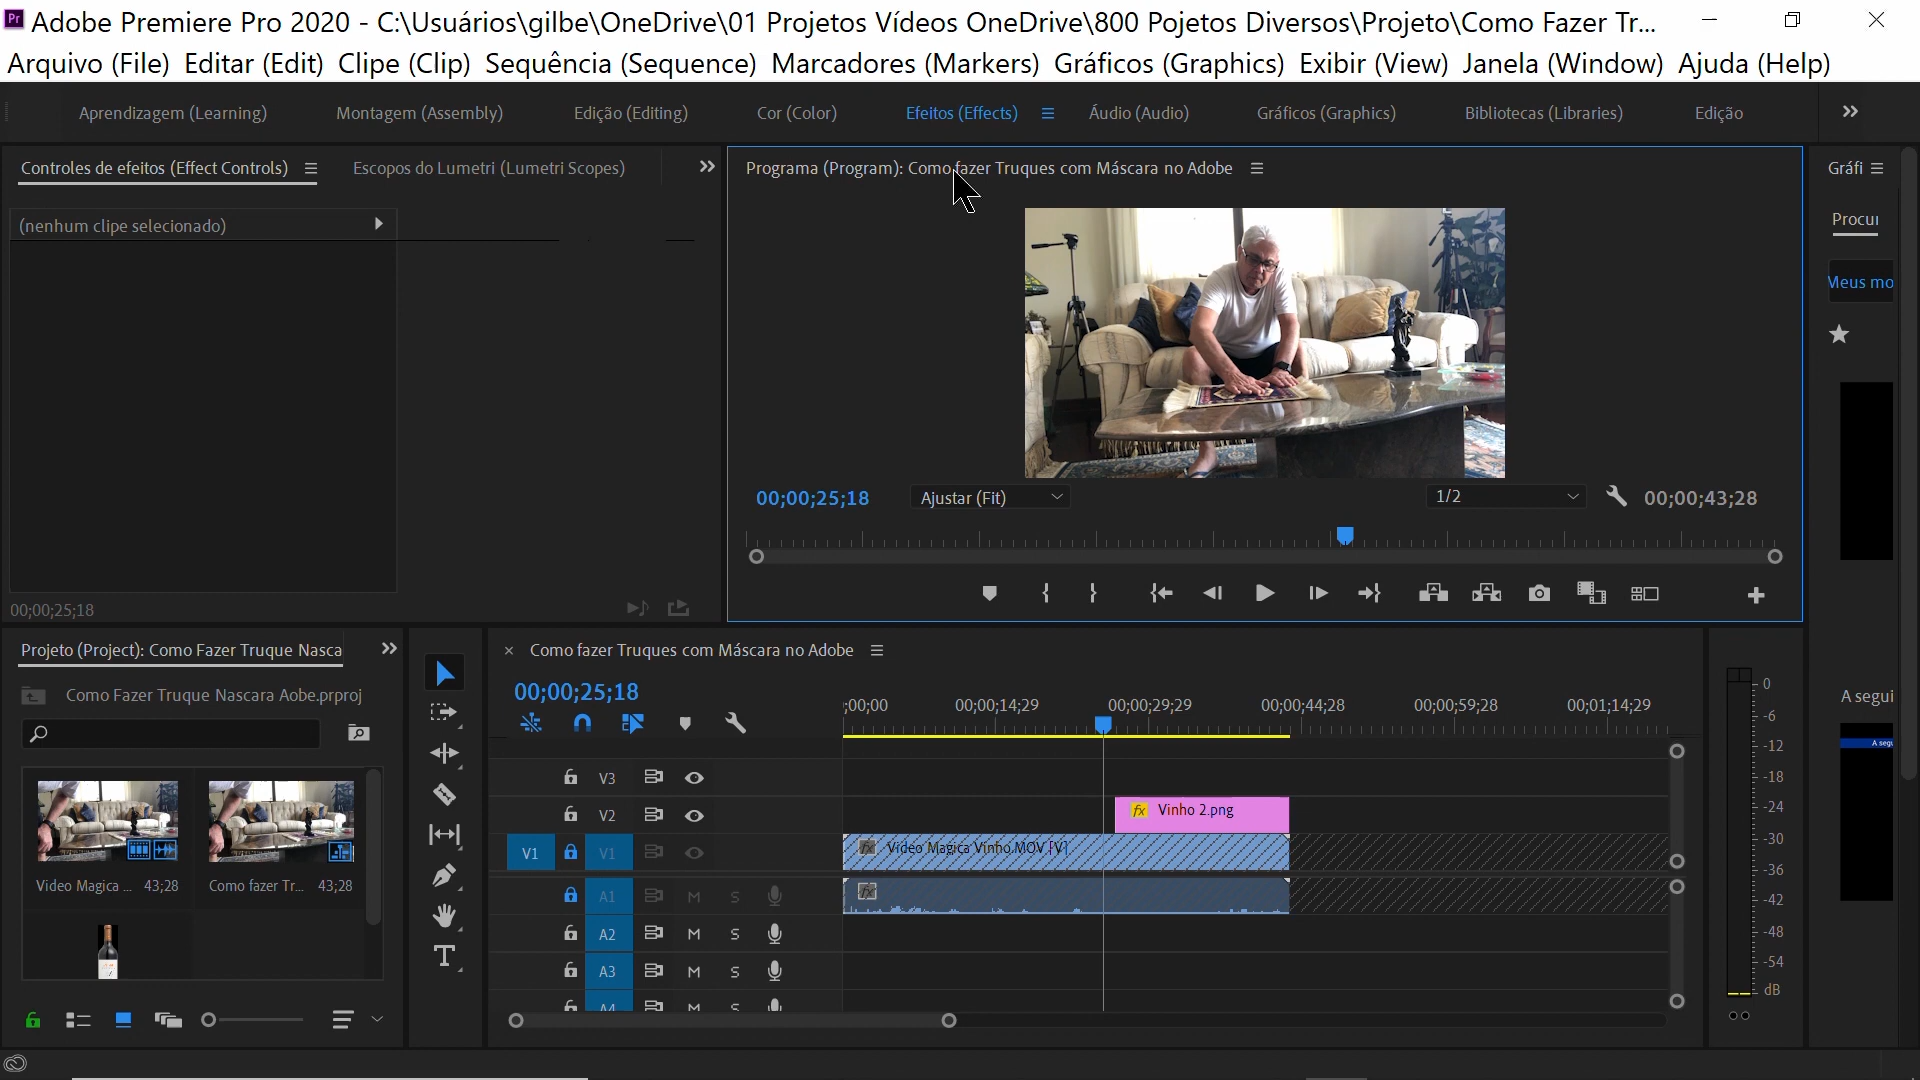 Adobe Premiere Pro 2020 - C:\Usuários\gilbe\OneDrive\01 Projetos Vídeos OneDrive\800 Pojetos Diversos\Projeto\Como Fazer Tr...
Arquivo (File) Editar (Edit) Clipe (Clip) Sequência (Sequence) Marcadores (Markers) Gráficos (Graphics) Exibir (View) Janela (Window) Ajuda (Help)
Aprendizagem (Learning) Montagem (Assembly) Edição (Editing) Cor (Color) Efeitos (Effects) Áudio (Audio) Gráficos (Graphics) Bibliotecas (Libraries) Edição
Controles de efeitos (Effect Controls) Escopos do Lumetri (Lumetri Scopes)
(nenhum clipe selecionado)
00;00;25;18
Programa (Program): Como fazer Truques com Máscara no Adobe
00;00;25;18 Ajustar (Fit) 1/2 00;00;43;28
Gráfi
Procui
Meus mo
A segui
A segu
Projeto (Project): Como Fazer Truque Nasca
Como Fazer Truque Nascara Aobe.prproj
Video Magica ... 43;28 Como fazer Tr... 43;28
Como fazer Truques com Máscara no Adobe
00;00;25;18
;00;00 00;00;14;29 00;00;29;29 00;00;44;28 00;00;59;28 00;01;14;29
V3
V2 fx Vinho 2.png
V1 V1 fx Video Magica Vinho.MOV [V]
A1 M S fx
A2 M S
A3 M S
A4 M S
0
-6
-12
-18
-24
-30
-36
-42
-48
-54
dB